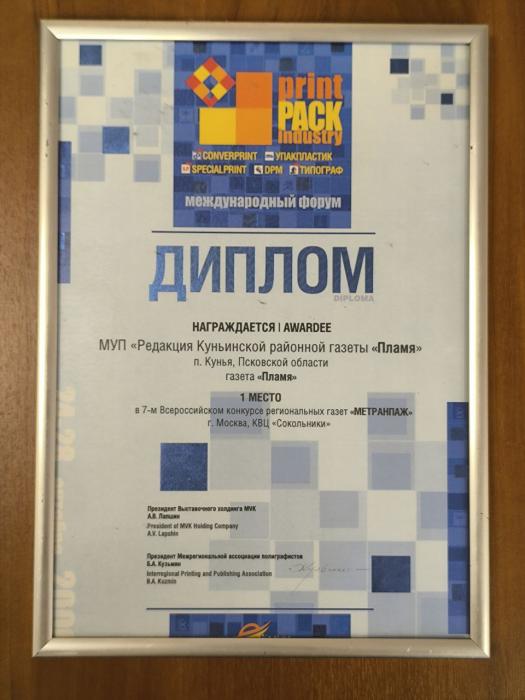 print
PACK
industry
CONVERPRINT УПАКПЛАСТИК
SPECIALPRINT DPM ТИПОГРАФ
международный форум
ДИПЛОМ
DIPLOMA
НАГРАЖДАЕТСЯ | AWARDEE
МУП «Редакция Куньинской районной газеты «Пламя»
п. Кунья, Псковской области
газета «Пламя»
1 МЕСТО
в 7-м Всероссийском конкурсе региональных газет «МЕТРАНПАЖ»
г. Москва, КВЦ «Сокольники»
Президент Выставочного холдинга MVK
А.В. Лапшин
President of MVK Holding Company
A.V. Lapshin
Президент Межрегиональной ассоциации полиграфистов
Б.А. Кузьмин
Interregional Printing and Publishing Association
B.A. Kuzmin